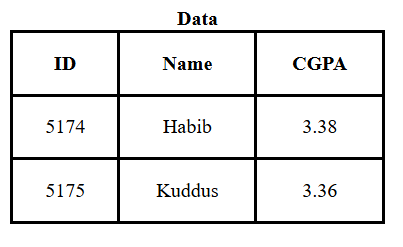 Data
ID Name CGPA
5174 Habib 3.38
5175 Kuddus 3.36